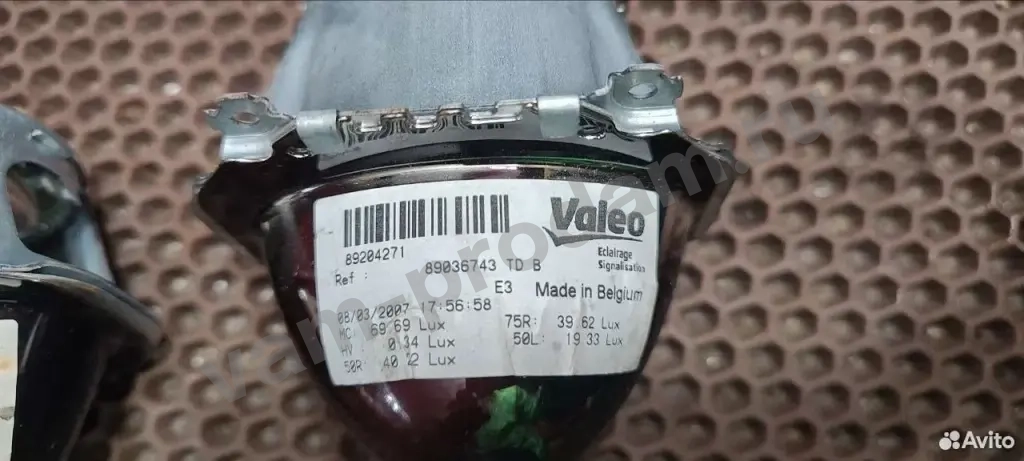 Valeo
Eclairage
Signalisation
89204271
Ref : 89036743 TD B
E3 Made in Belgium
08/03/2007 17:56:58
MC: 69 69 Lux 75R: 39 62 Lux
HV : 0 34 Lux 50L: 19 33 Lux
50R: 40 Lux
m-prodam
Avito